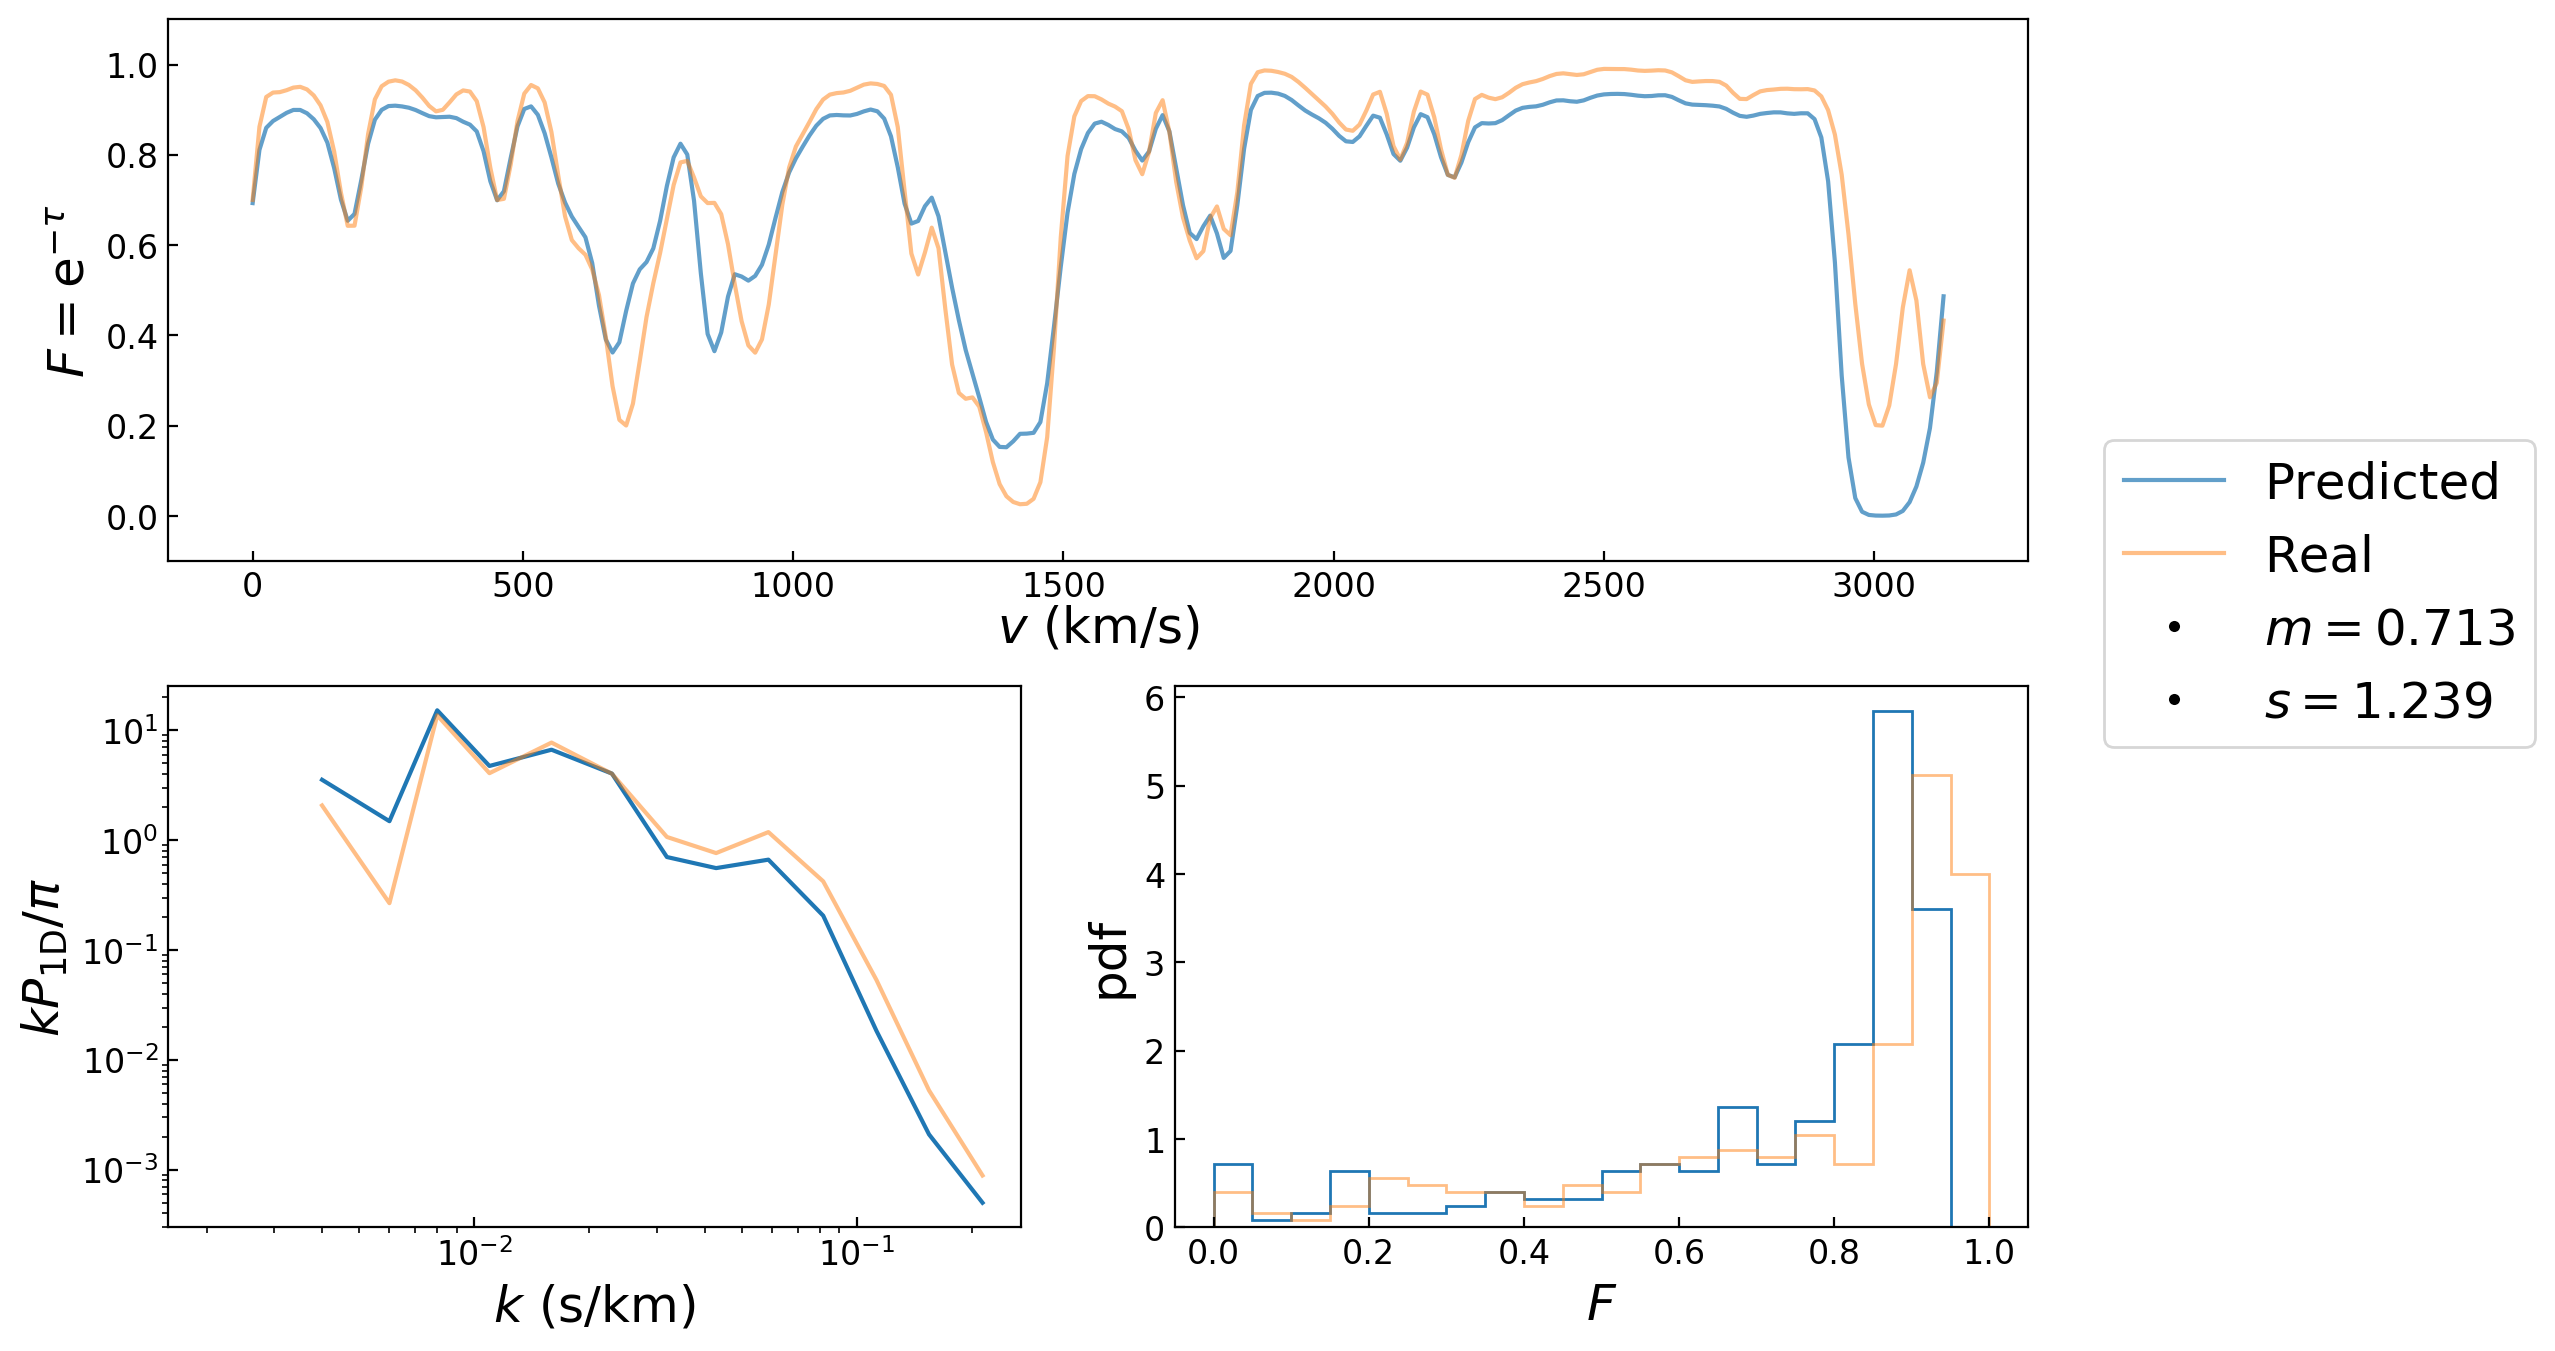 F = e^{−τ}
1.0
0.8
0.6
0.4
0.2
0.0
0 500 1000 1500 2000 2500 3000
v (km/s)
Predicted
Real
m = 0.713
s = 1.239
kP_{1D}/π
10^1
10^0
10^{−1}
10^{−2}
10^{−3}
10^{−2} 10^{−1}
k (s/km)
pdf
6
5
4
3
2
1
0
0.0 0.2 0.4 0.6 0.8 1.0
F